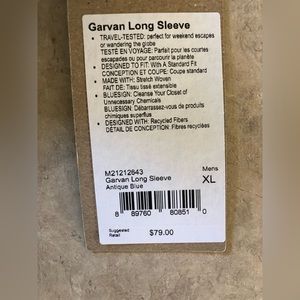 Garvan Long Sleeve
• TRAVEL-TESTED: perfect for weekend escapes
or wandering the globe
TESTÉ EN VOYAGE: Parfait pour les courtes
escapades ou pour parcourir la planète
• DESIGNED TO FIT: With A Standard Fit
CONCEPTION ET COUPE: Coupe standard
• MADE WITH: Stretch Woven
FAIT DE: Tissu tissé extensible
• BLUESIGN: Cleanse Your Closet of
Unnecessary Chemicals
BLUESIGN: Débarrassez-vous de produits
chimiques superflus
• DESIGNED WITH: Recycled Fibers
DÉTAIL DE CONCEPTION: Fibres recyclées
M21212643
Garvan Long Sleeve
Antique Blue
Mens
XL
8 89760 80851 0
Suggested
Retail
$79.00